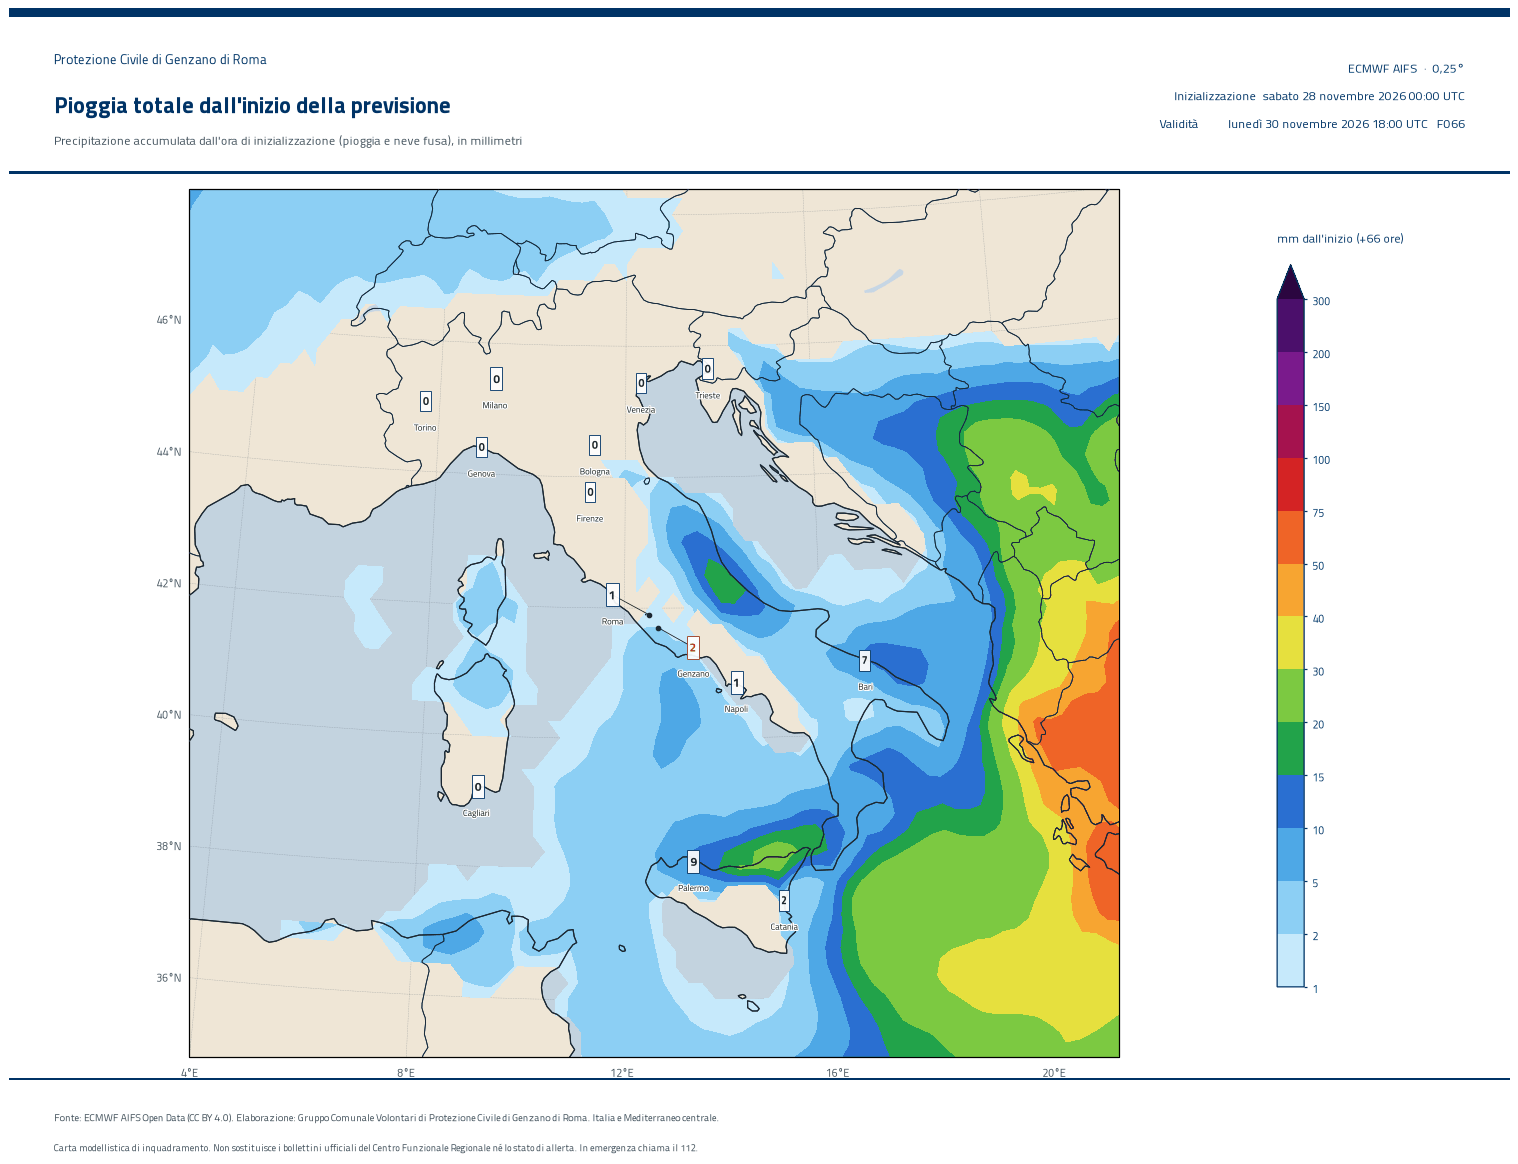 Protezione Civile di Genzano di Roma
Pioggia totale dall'inizio della previsione
Precipitazione accumulata dall'ora di inizializzazione (pioggia e neve fusa), in millimetri
ECMWF AIFS · 0,25°
Inizializzazione sabato 28 novembre 2026 00:00 UTC
Validità lunedì 30 novembre 2026 18:00 UTC F066
mm dall'inizio (+66 ore)
300
200
150
100
75
50
40
30
20
15
10
5
2
1
46°N
44°N
42°N
40°N
38°N
36°N
4°E
8°E
12°E
16°E
20°E
0
Trieste
0
Milano
0
Venezia
0
Torino
0
Genova
0
Bologna
0
Firenze
1
Roma
2
Genzano
7
Bari
1
Napoli
0
Cagliari
9
Palermo
2
Catania
Fonte: ECMWF AIFS Open Data (CC BY 4.0). Elaborazione: Gruppo Comunale Volontari di Protezione Civile di Genzano di Roma. Italia e Mediterraneo centrale.
Carta modellistica di inquadramento. Non sostituisce i bollettini ufficiali del Centro Funzionale Regionale né lo stato di allerta. In emergenza chiama il 112.